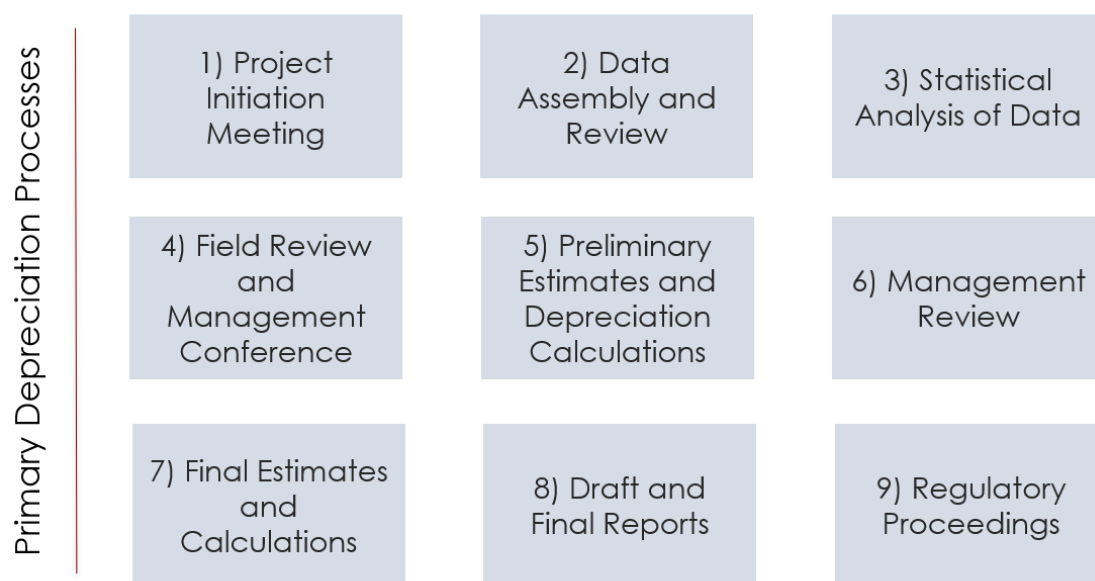 Primary Depreciation Processes
1) Project
Initiation
Meeting
2) Data
Assembly and
Review
3) Statistical
Analysis of Data
4) Field Review
and
Management
Conference
5) Preliminary
Estimates and
Depreciation
Calculations
6) Management
Review
7) Final Estimates
and
Calculations
8) Draft and
Final Reports
9) Regulatory
Proceedings